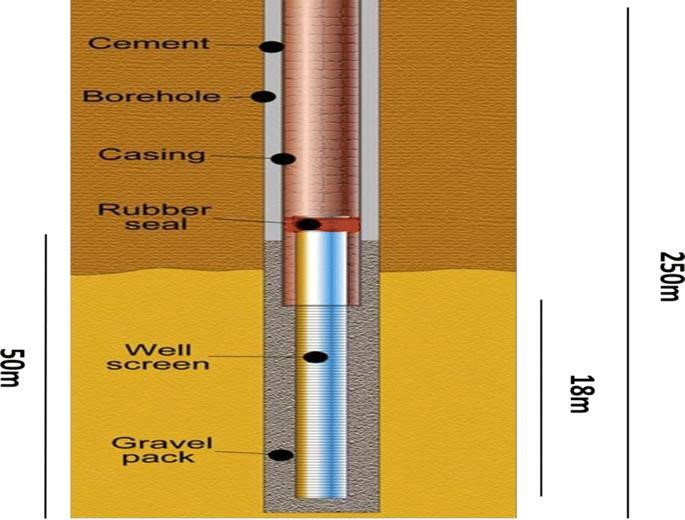 Cement
Borehole
Casing
Rubber
seal
Well
screen
Gravel
pack
50m
18m
250m